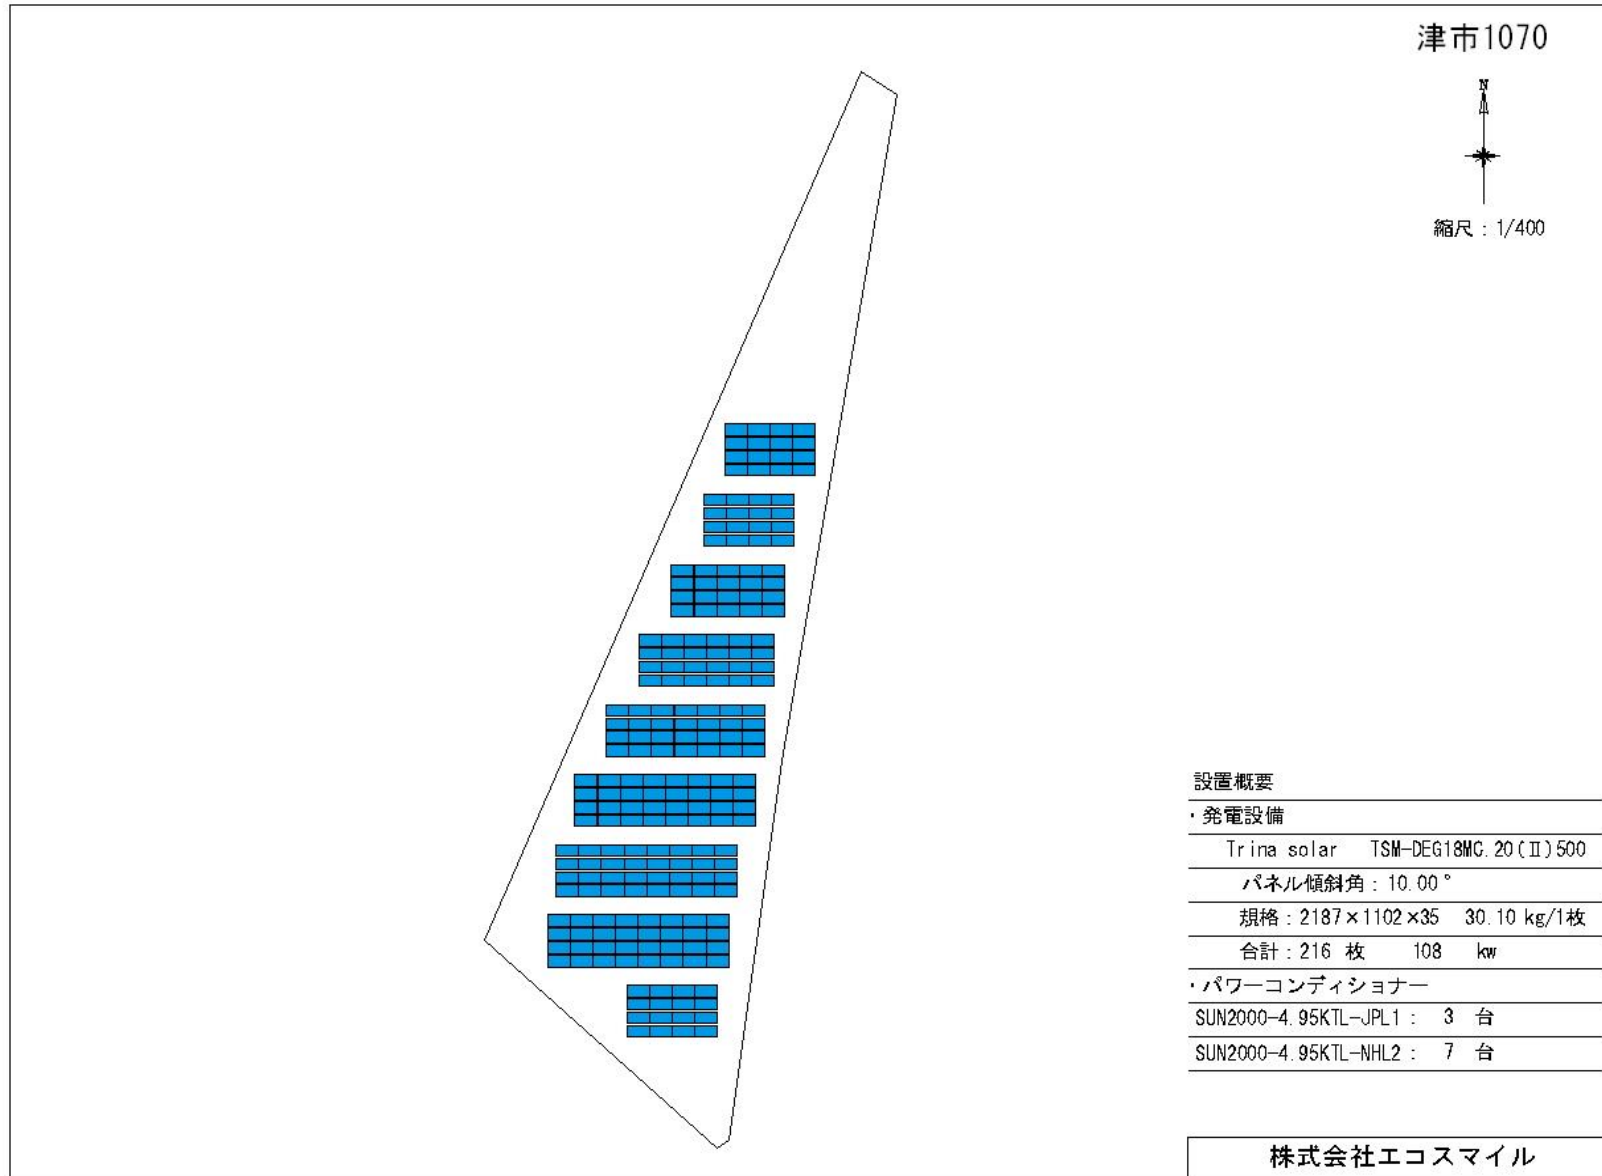 津市1070
N
縮尺：1/400
設置概要
・発電設備
Trina solar TSM-DEG18MC.20(Ⅱ)500
パネル傾斜角：10.00°
規格：2187×1102×35 30.10 kg/1枚
合計：216 枚 108 kw
・パワーコンディショナー
SUN2000-4.95KTL-JPL1： 3 台
SUN2000-4.95KTL-NHL2： 7 台
株式会社エコスマイル